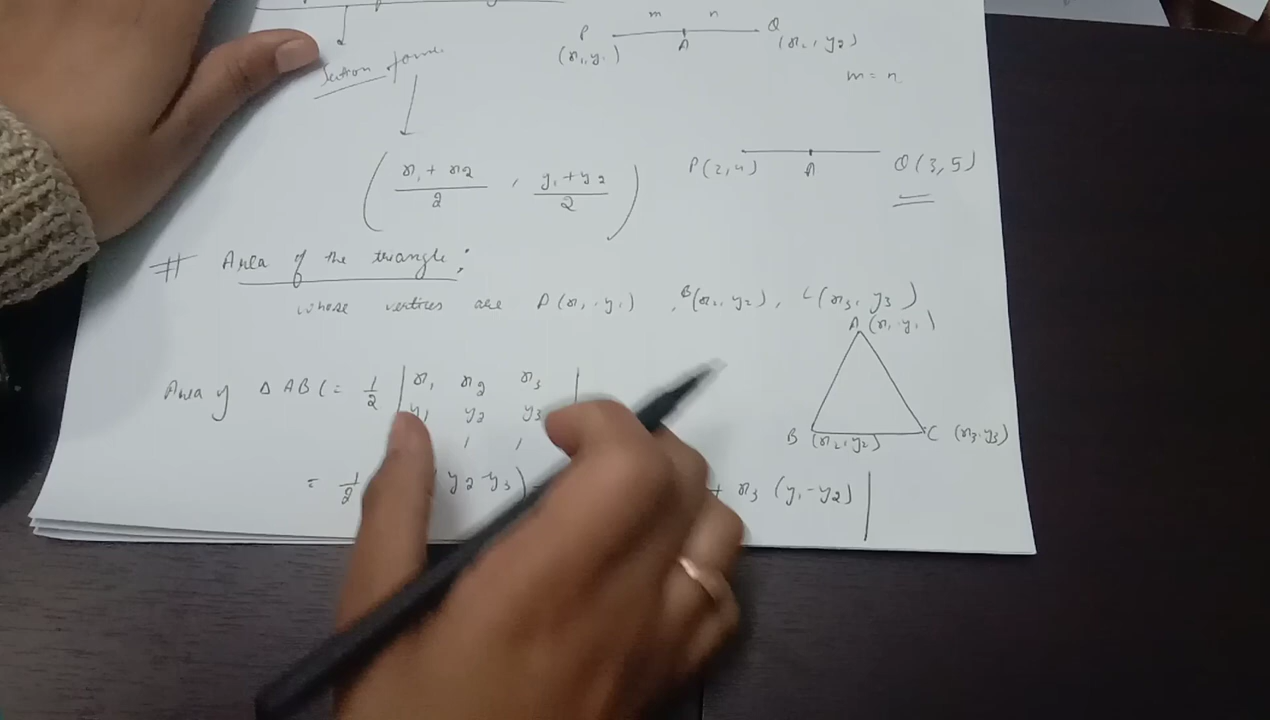 m n
P Q
A
(x₁, y₁) (x₂, y₂)
m = n
Section
( (x₁ + x₂)/2 , (y₁ + y₂)/2 )
P(2,4) A Q(3,5)
# Area of the triangle:
whose vertices are A(x₁, y₁) , B(x₂, y₂), C(x₃, y₃)
A(x₁, y₁)
Area of Δ ABC = 1/2 | x₁ x₂ x₃
y₁ y₂ y₃
1 1 |
B (x₂, y₂) C (x₃, y₃)
= 1/2 y₂ - y₃) + x₃ (y₁ - y₂) |